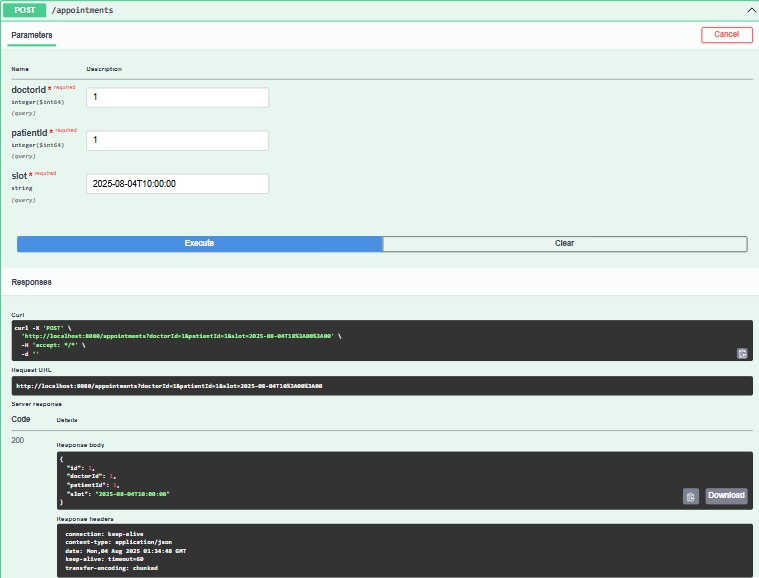 POST /appointments
Parameters
Cancel
Name Description
doctorId * required
integer($int64)
(query)
1
patientId * required
integer($int64)
(query)
1
slot * required
string
(query)
2025-08-04T10:00:00
Execute Clear
Responses
Curl
curl -X 'POST' \
'http://localhost:8080/appointments?doctorId=1&patientId=1&slot=2025-08-04T10%3A00%3A00' \
-H 'accept: */*' \
-d ''
Request URL
http://localhost:8080/appointments?doctorId=1&patientId=1&slot=2025-08-04T10%3A00%3A00
Server response
Code Details
200
Response body
{
"id": 1,
"doctorId": 1,
"patientId": 1,
"slot": "2025-08-04T10:00:00"
}
Download
Response headers
connection: keep-alive
content-type: application/json
date: Mon,04 Aug 2025 01:34:48 GMT
keep-alive: timeout=60
transfer-encoding: chunked